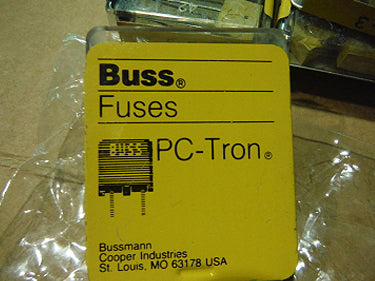 Buss®
Fuses
BUSS
PC-Tron®
Bussmann
Cooper Industries
St. Louis, MO 63178 USA